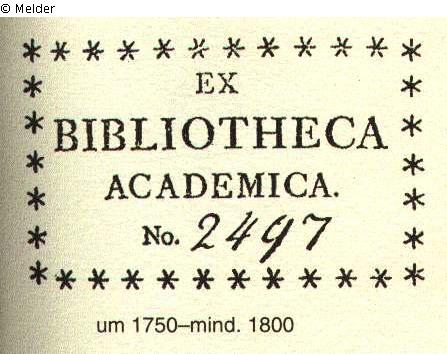 © Melder
EX
BIBLIOTHECA
ACADEMICA.
No. 2497
um 1750–mind. 1800